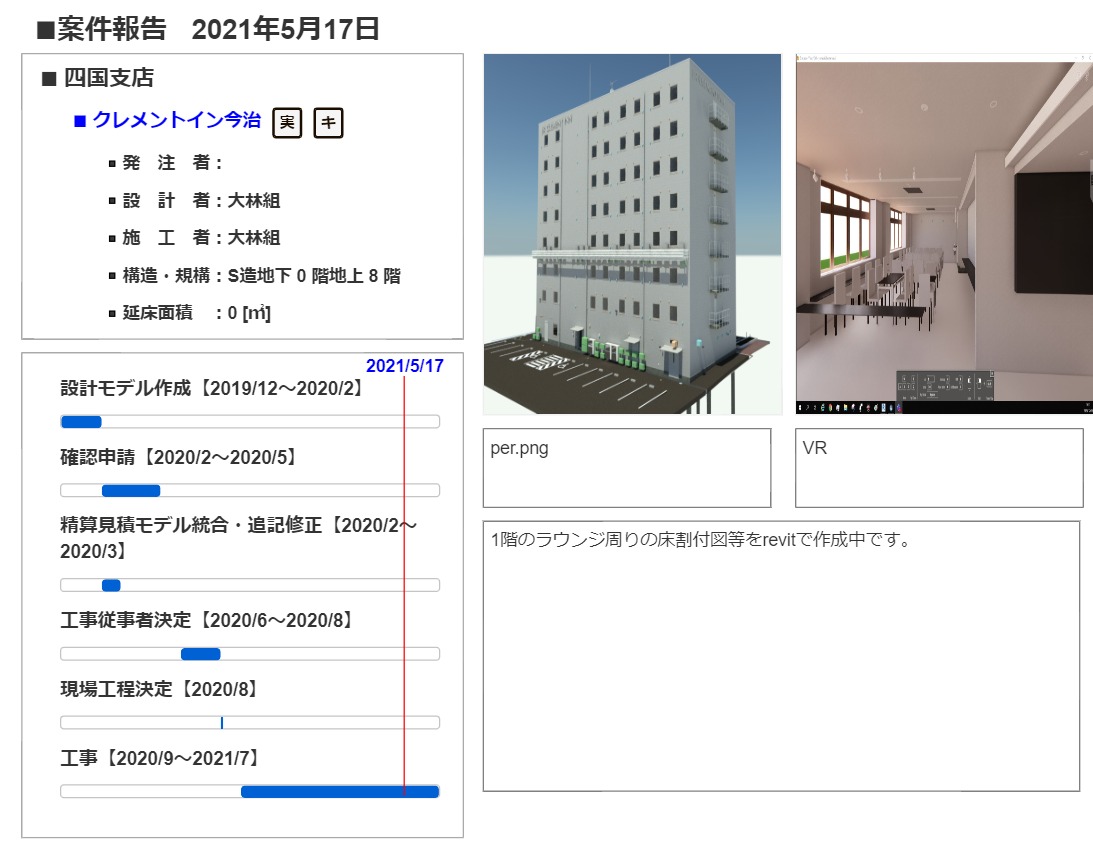 ■案件報告 2021年5月17日
■ 四国支店
■ クレメントイン今治 実 キ
発 注 者：
設 計 者：大林組
施 工 者：大林組
構造・規模：S造地下 0 階地上 8 階
延床面積 ：0 [㎡]
2021/5/17
設計モデル作成【2019/12～2020/2】
確認申請【2020/2～2020/5】
精算見積モデル統合・追記修正【2020/2～
2020/3】
工事従事者決定【2020/6～2020/8】
現場工程決定【2020/8】
工事【2020/9～2021/7】
per.png
VR
1階のラウンジ周りの床割付図等をrevitで作成中です。